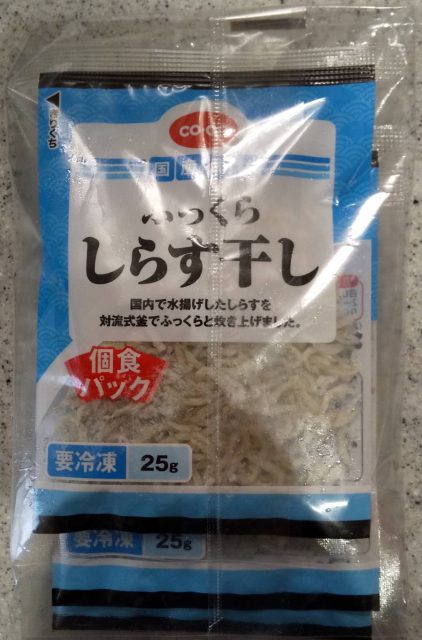 co·op
国
ふっくら
しらす干し
国内で水揚げしたしらすを
対流式釜でふっくらと炊き上げました。
個食
パック
要冷凍 25g
要冷凍 25g